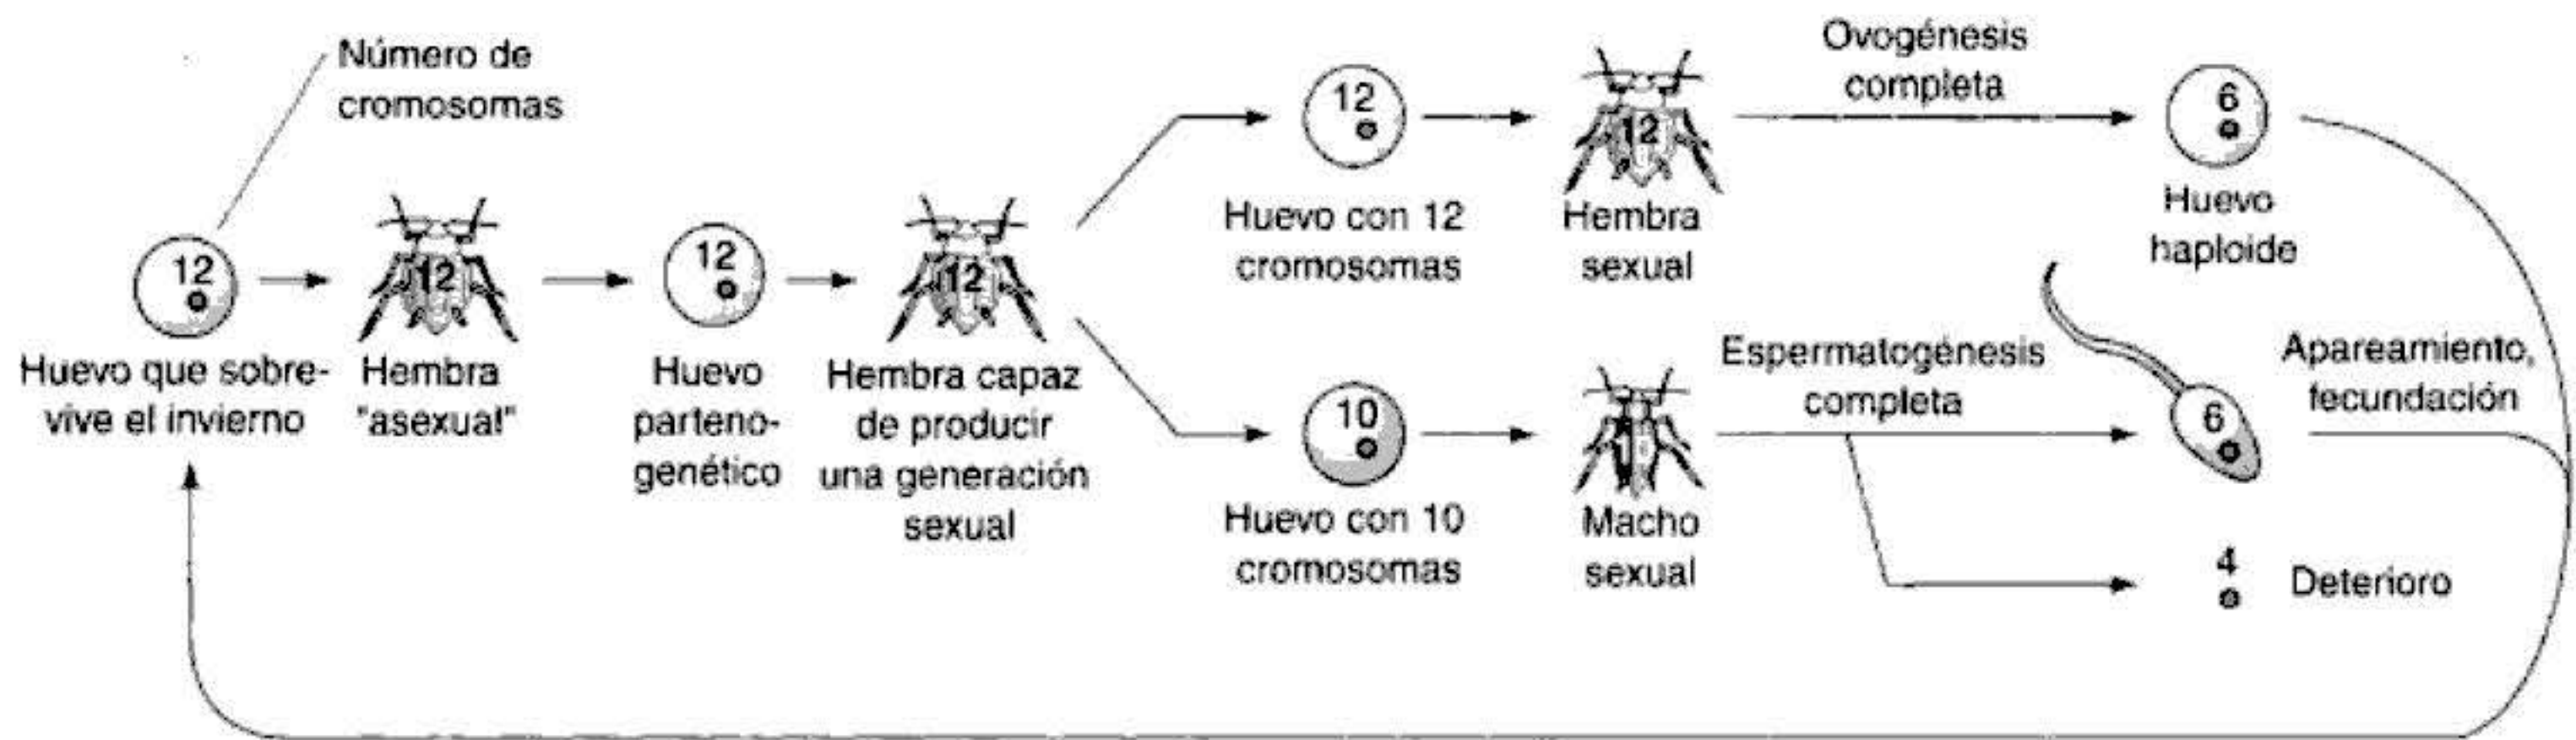 Número de
cromosomas
12
Huevo que sobre-
vive el invierno
12
Hembra
"asexual"
12
Huevo
parteno-
genético
12
Hembra capaz
de producir
una generación
sexual
12
Huevo con 12
cromosomas
12
Hembra
sexual
Ovogénesis
completa
6
Huevo
haploide
10
Huevo con 10
cromosomas
Macho
sexual
Espermatogénesis
completa
6
Apareamiento,
fecundación
4
Deterioro